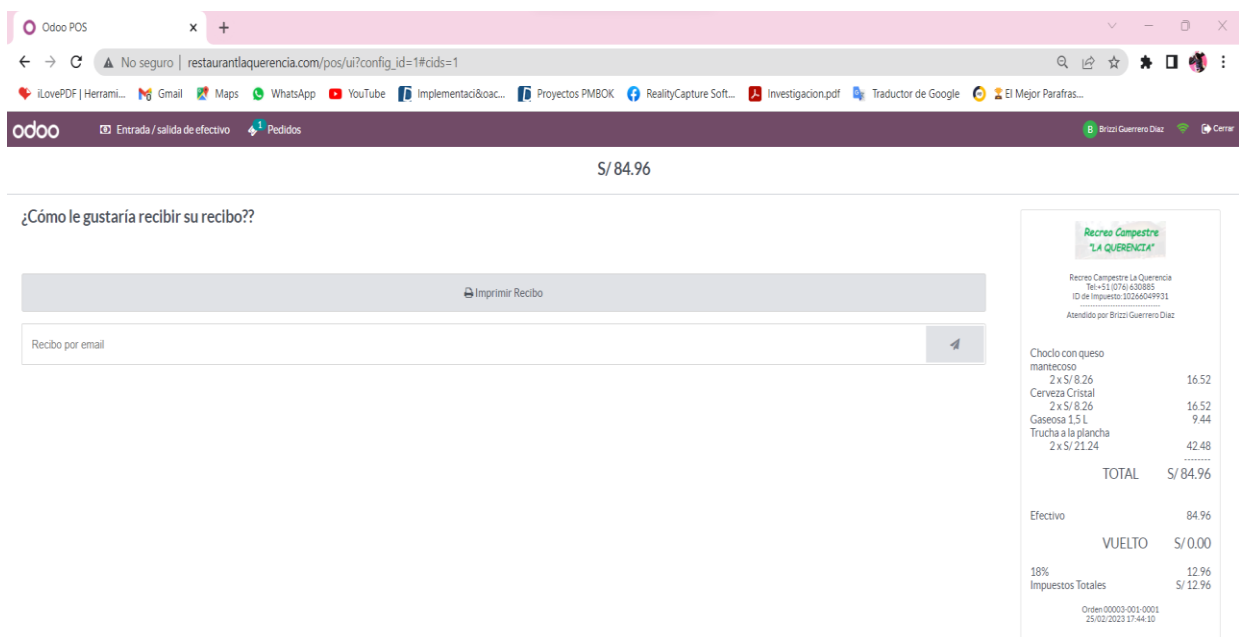 Odoo POS
No seguro | restaurantlaquerencia.com/pos/ui?config_id=1#cids=1
iLovePDF | Herrami... Gmail Maps WhatsApp YouTube Implementaci&oac... Proyectos PMBOK RealityCapture Soft... Investigacion.pdf Traductor de Google El Mejor Parafras...
odoo Entrada / salida de efectivo 1 Pedidos B Brizzi Guerrero Diaz Cerrar
S/ 84.96
¿Cómo le gustaría recibir su recibo??
Imprimir Recibo
Recibo por email
Recreo Campestre
"LA QUERENCIA"
Recreo Campestre La Querencia
Tel:+51 (076) 630885
ID de Impuesto:10266049931
--------------------------------
Atendido por Brizzi Guerrero Diaz
Choclo con queso
mantecoso
2 x S/ 8.26 16.52
Cerveza Cristal
2 x S/ 8.26 16.52
Gaseosa 1,5 L 9.44
Trucha a la plancha
2 x S/ 21.24 42.48
--------
TOTAL S/ 84.96
Efectivo 84.96
VUELTO S/ 0.00
18% 12.96
Impuestos Totales S/ 12.96
Orden 00003-001-0001
25/02/2023 17:44:10